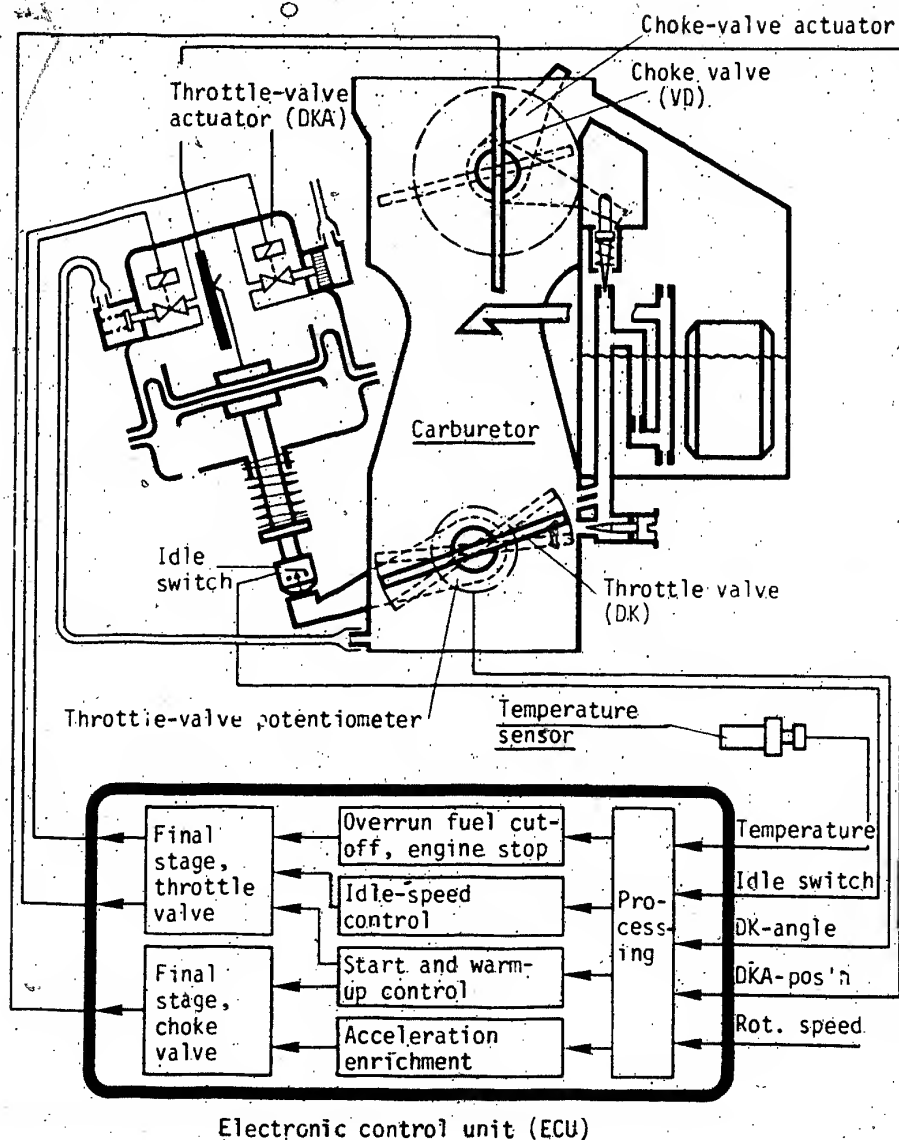 Choke-valve actuator
Choke valve
(VD)
Throttle-valve
actuator (DKA)
Carburetor
Idle
switch
Throttle valve
(DK)
Throttle-valve potentiometer
Temperature
sensor
Final
stage,
throttle
valve
Overrun fuel cut-
off, engine stop
Idle-speed
control
Start and warm-
up control
Final
stage,
choke
valve
Acceleration
enrichment
Pro-
cess-
ing
Temperature
Idle switch
DK-angle
DKA-pos'n
Rot. speed
Electronic control unit (ECU)